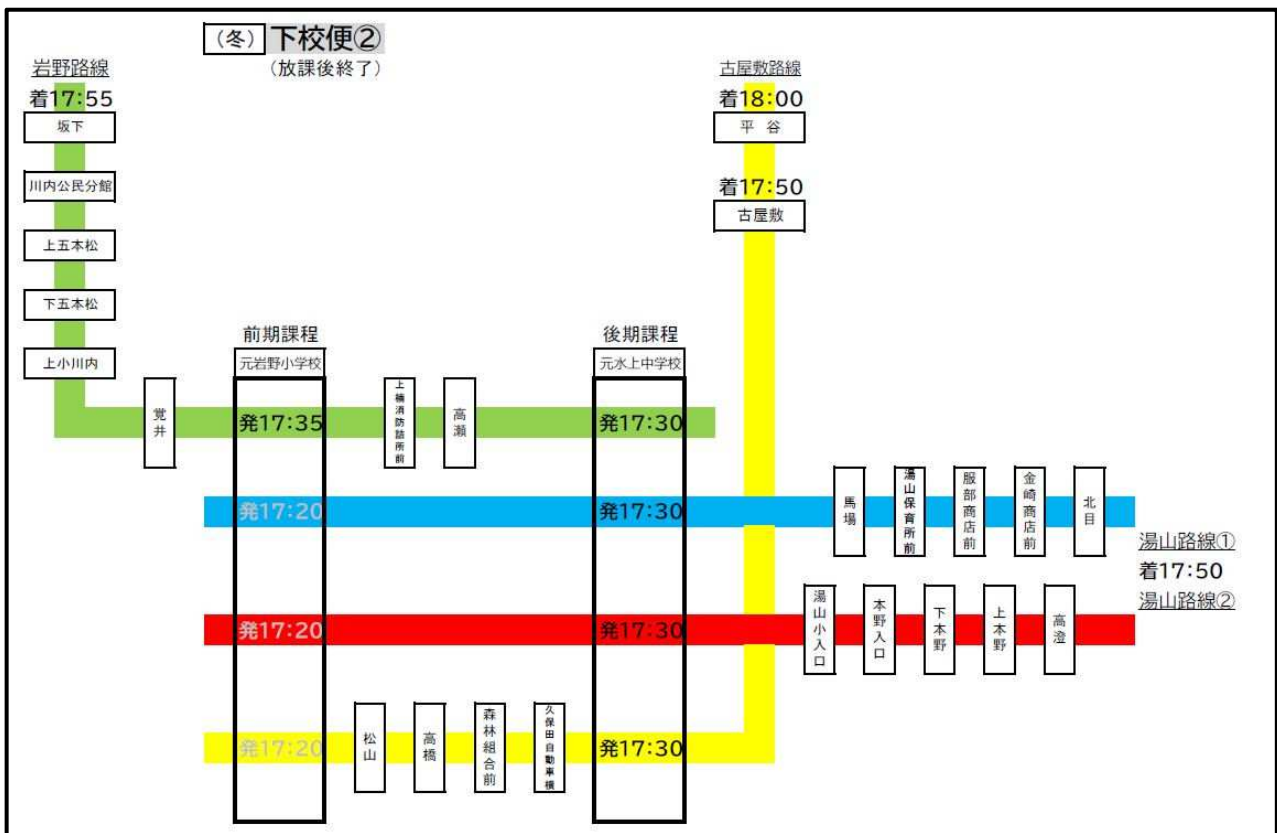 (冬) 下校便②
(放課後終了)
岩野路線
着17:55
坂下
川内公民分館
上五本松
下五本松
上小川内
覚井
古屋敷路線
着18:00
平谷
着17:50
古屋敷
前期課程
元岩野小学校
後期課程
元水上中学校
発17:35
上楠消防詰所前
高瀬
発17:30
発17:20
発17:30
馬場
湯山保育所前
服部商店前
金崎商店前
北目
湯山路線①
着17:50
湯山路線②
発17:20
発17:30
湯山小入口
本野入口
下本野
上本野
高澄
発17:20
松山
高橋
森林組合前
久保田自動車横
発17:30